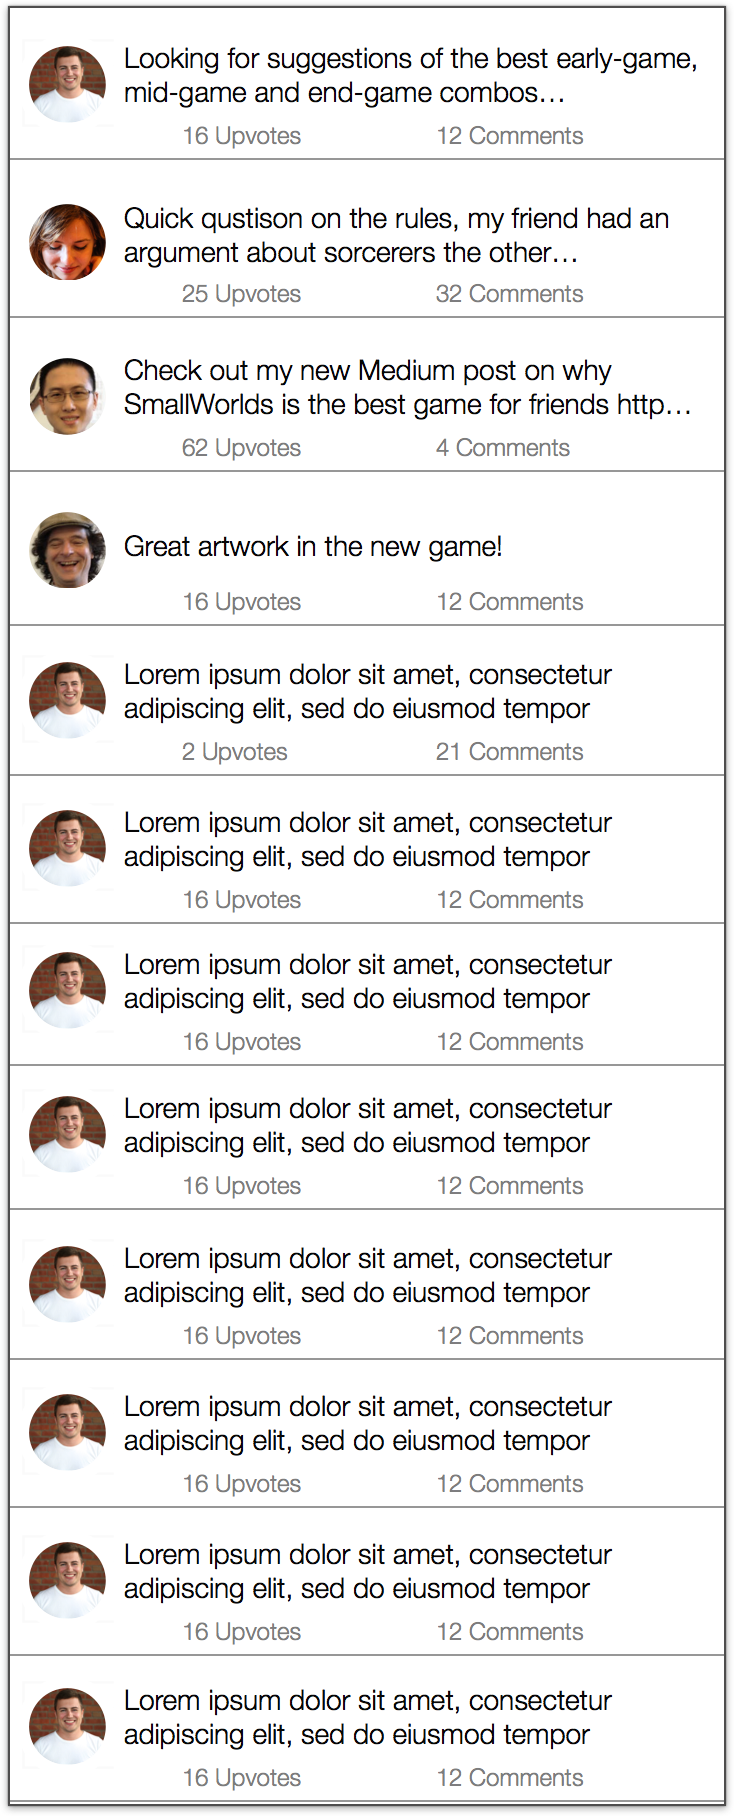 Looking for suggestions of the best early-game,
mid-game and end-game combos…
16 Upvotes 12 Comments
Quick qustison on the rules, my friend had an
argument about sorcerers the other…
25 Upvotes 32 Comments
Check out my new Medium post on why
SmallWorlds is the best game for friends http…
62 Upvotes 4 Comments
Great artwork in the new game!
16 Upvotes 12 Comments
Lorem ipsum dolor sit amet, consectetur
adipiscing elit, sed do eiusmod tempor
2 Upvotes 21 Comments
Lorem ipsum dolor sit amet, consectetur
adipiscing elit, sed do eiusmod tempor
16 Upvotes 12 Comments
Lorem ipsum dolor sit amet, consectetur
adipiscing elit, sed do eiusmod tempor
16 Upvotes 12 Comments
Lorem ipsum dolor sit amet, consectetur
adipiscing elit, sed do eiusmod tempor
16 Upvotes 12 Comments
Lorem ipsum dolor sit amet, consectetur
adipiscing elit, sed do eiusmod tempor
16 Upvotes 12 Comments
Lorem ipsum dolor sit amet, consectetur
adipiscing elit, sed do eiusmod tempor
16 Upvotes 12 Comments
Lorem ipsum dolor sit amet, consectetur
adipiscing elit, sed do eiusmod tempor
16 Upvotes 12 Comments
Lorem ipsum dolor sit amet, consectetur
adipiscing elit, sed do eiusmod tempor
16 Upvotes 12 Comments